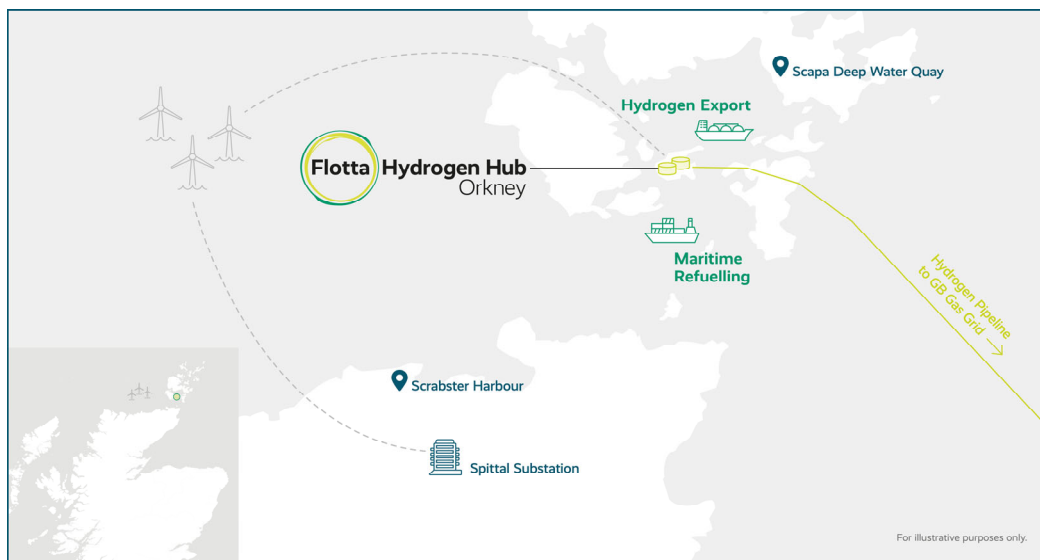 Scapa Deep Water Quay
Hydrogen Export
Flotta Hydrogen Hub
Orkney
Maritime
Refuelling
Hydrogen Pipeline
to GB Gas Grid
Scrabster Harbour
Spittal Substation
For illustrative purposes only.